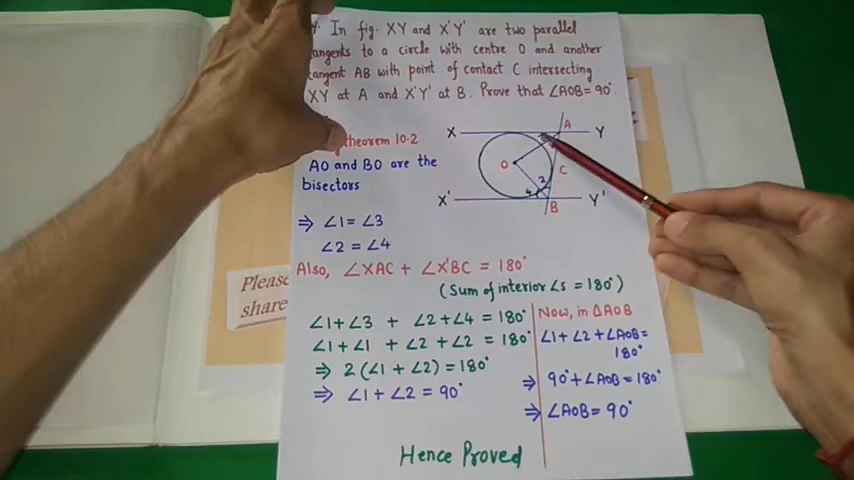 In fig. XY and X'Y' are two parallel
tangents to a circle with centre O and another
tangent AB with point of contact C intersecting
XY at A and X'Y' at B. Prove that ∠AOB=90°.
X
A
Y
O
C
2
4
X'
B
Y'
theorem 10.2
AO and BO are the
bisectors
⇒ ∠1 = ∠3
∠2 = ∠4
Also, ∠XAC + ∠X'BC = 180°
(Sum of interior ∠s = 180°)
∠1+∠3 + ∠2+∠4 = 180°
∠1+∠1 + ∠2+∠2 = 180°
⇒ 2(∠1 + ∠2) = 180°
⇒ ∠1 + ∠2 = 90°
Now, in ΔAOB
∠1 + ∠2 + ∠AOB =
180°
⇒ 90° + ∠AOB = 180°
⇒ ∠AOB = 90°
Hence Proved
Please
share